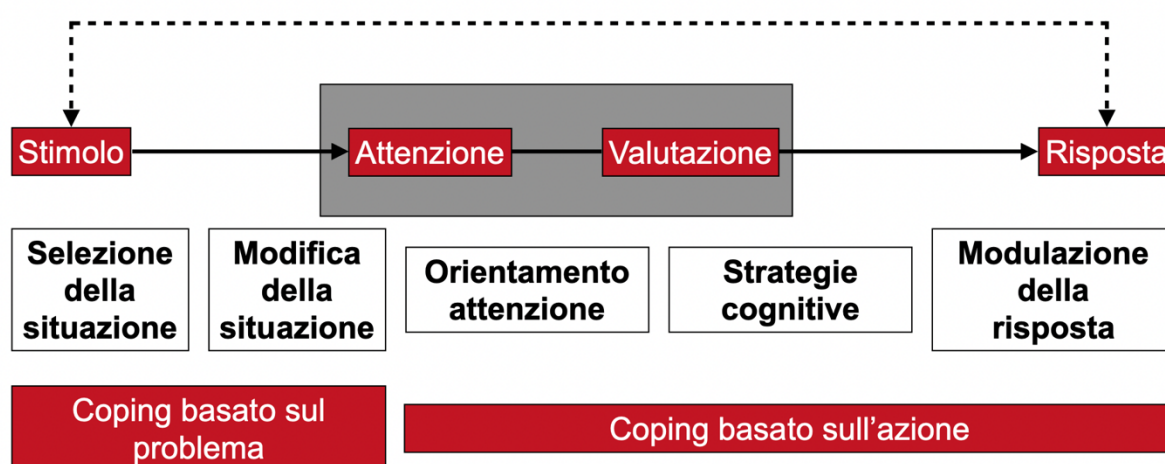 Stimolo
Attenzione
Valutazione
Risposta
Selezione
della
situazione
Modifica
della
situazione
Orientamento
attenzione
Strategie
cognitive
Modulazione
della
risposta
Coping basato sul
problema
Coping basato sull'azione